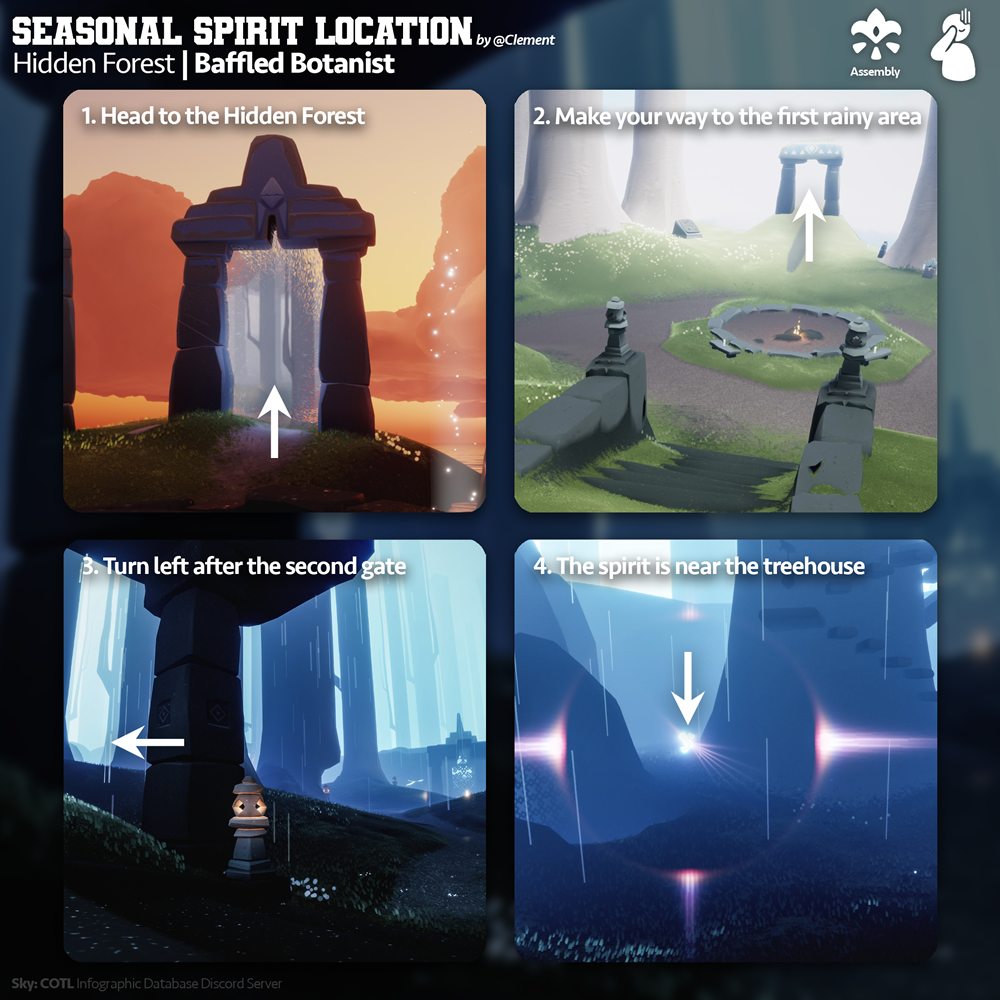 SEASONAL SPIRIT LOCATION by @Clement
Hidden Forest | Baffled Botanist
Assembly
1. Head to the Hidden Forest
2. Make your way to the first rainy area
3. Turn left after the second gate
4. The spirit is near the treehouse
Sky: COTL Infographic Database Discord Server